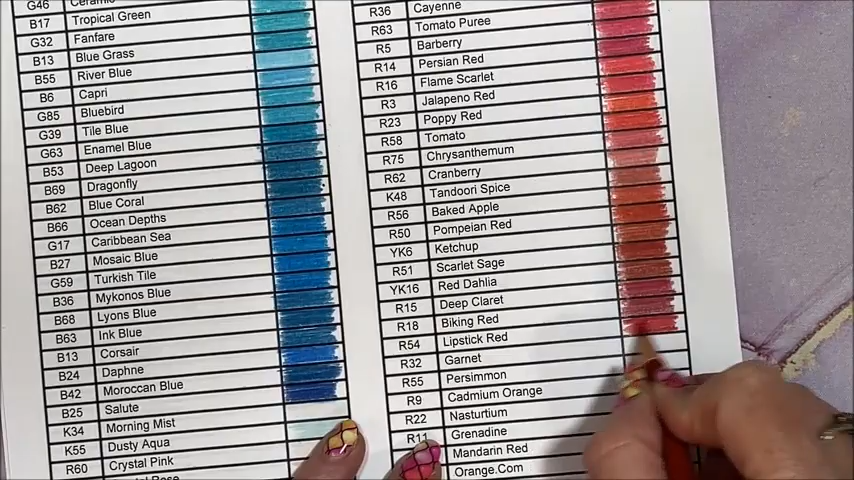 G46
B17 Tropical Green
G32 Fanfare
B13 Blue Grass
B55 River Blue
B6 Capri
G85 Bluebird
G39 Tile Blue
G63 Enamel Blue
B53 Deep Lagoon
B69 Dragonfly
B62 Blue Coral
B66 Ocean Depths
G17 Caribbean Sea
B27 Mosaic Blue
G59 Turkish Tile
B36 Mykonos Blue
B68 Lyons Blue
B63 Ink Blue
B13 Corsair
B24 Daphne
B42 Moroccan Blue
B25 Salute
K34 Morning Mist
K55 Dusty Aqua
R60 Crystal Pink
R36 Cayenne
R63 Tomato Puree
R5 Barberry
R14 Persian Red
R16 Flame Scarlet
R3 Jalapeno Red
R23 Poppy Red
R58 Tomato
R75 Chrysanthemum
R62 Cranberry
K48 Tandoori Spice
R56 Baked Apple
R50 Pompeian Red
YK6 Ketchup
R51 Scarlet Sage
YK16 Red Dahlia
R15 Deep Claret
R18 Biking Red
R54 Lipstick Red
R32 Garnet
R55 Persimmon
R9 Cadmium Orange
R22 Nasturtium
R11 Grenadine
Mandarin Red
Orange.Com